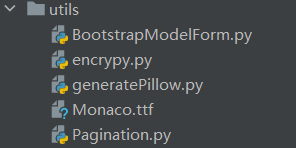 utils
BootstrapModelForm.py
encrypy.py
generatePillow.py
Monaco.ttf
Pagination.py